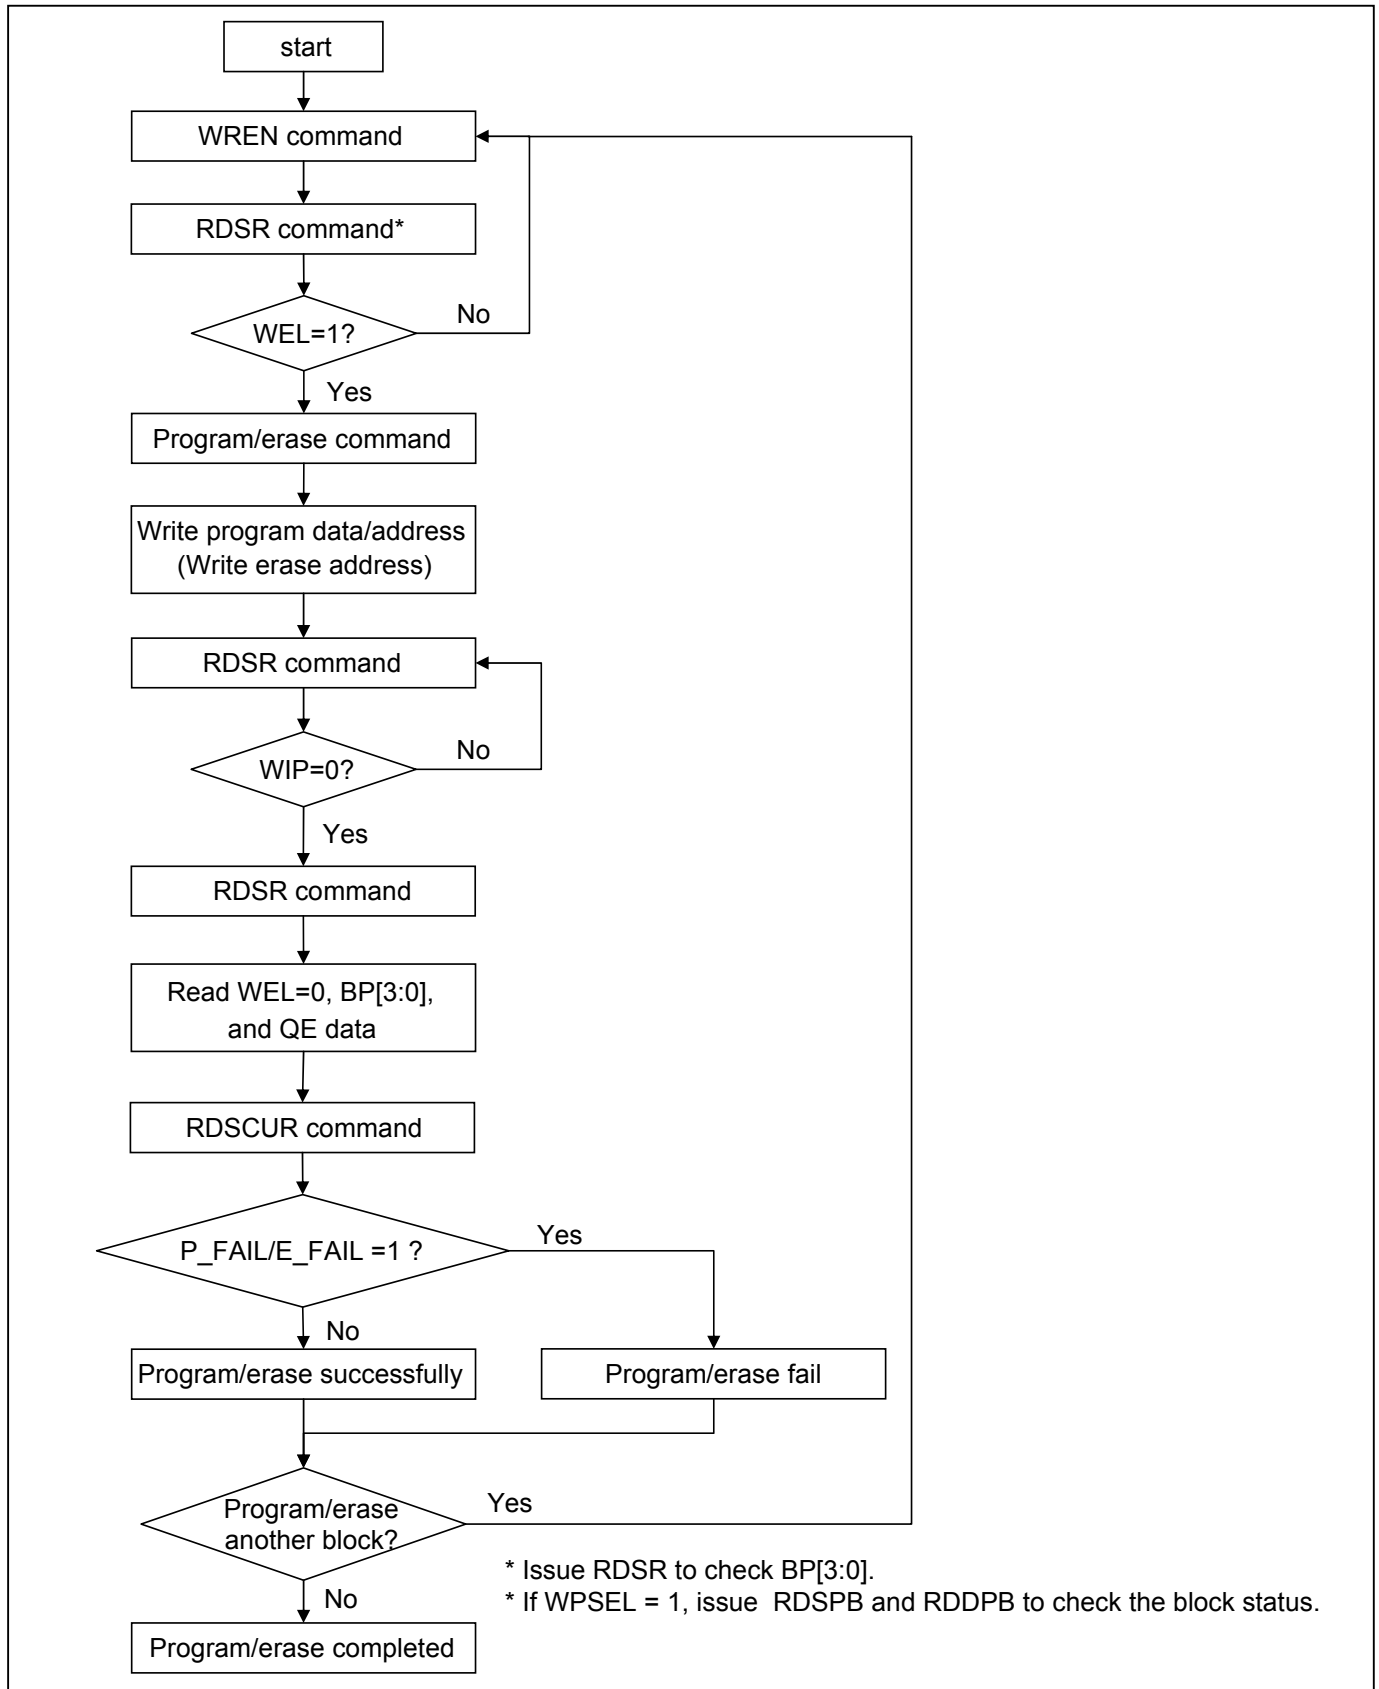 start
WREN command
RDSR command*
WEL=1?
No
Yes
Program/erase command
Write program data/address
(Write erase address)
RDSR command
WIP=0?
No
Yes
RDSR command
Read WEL=0, BP[3:0],
and QE data
RDSCUR command
P_FAIL/E_FAIL =1 ?
Yes
No
Program/erase successfully
Program/erase fail
Program/erase
another block?
Yes
No
* Issue RDSR to check BP[3:0].
* If WPSEL = 1, issue  RDSPB and RDDPB to check the block status.
Program/erase completed